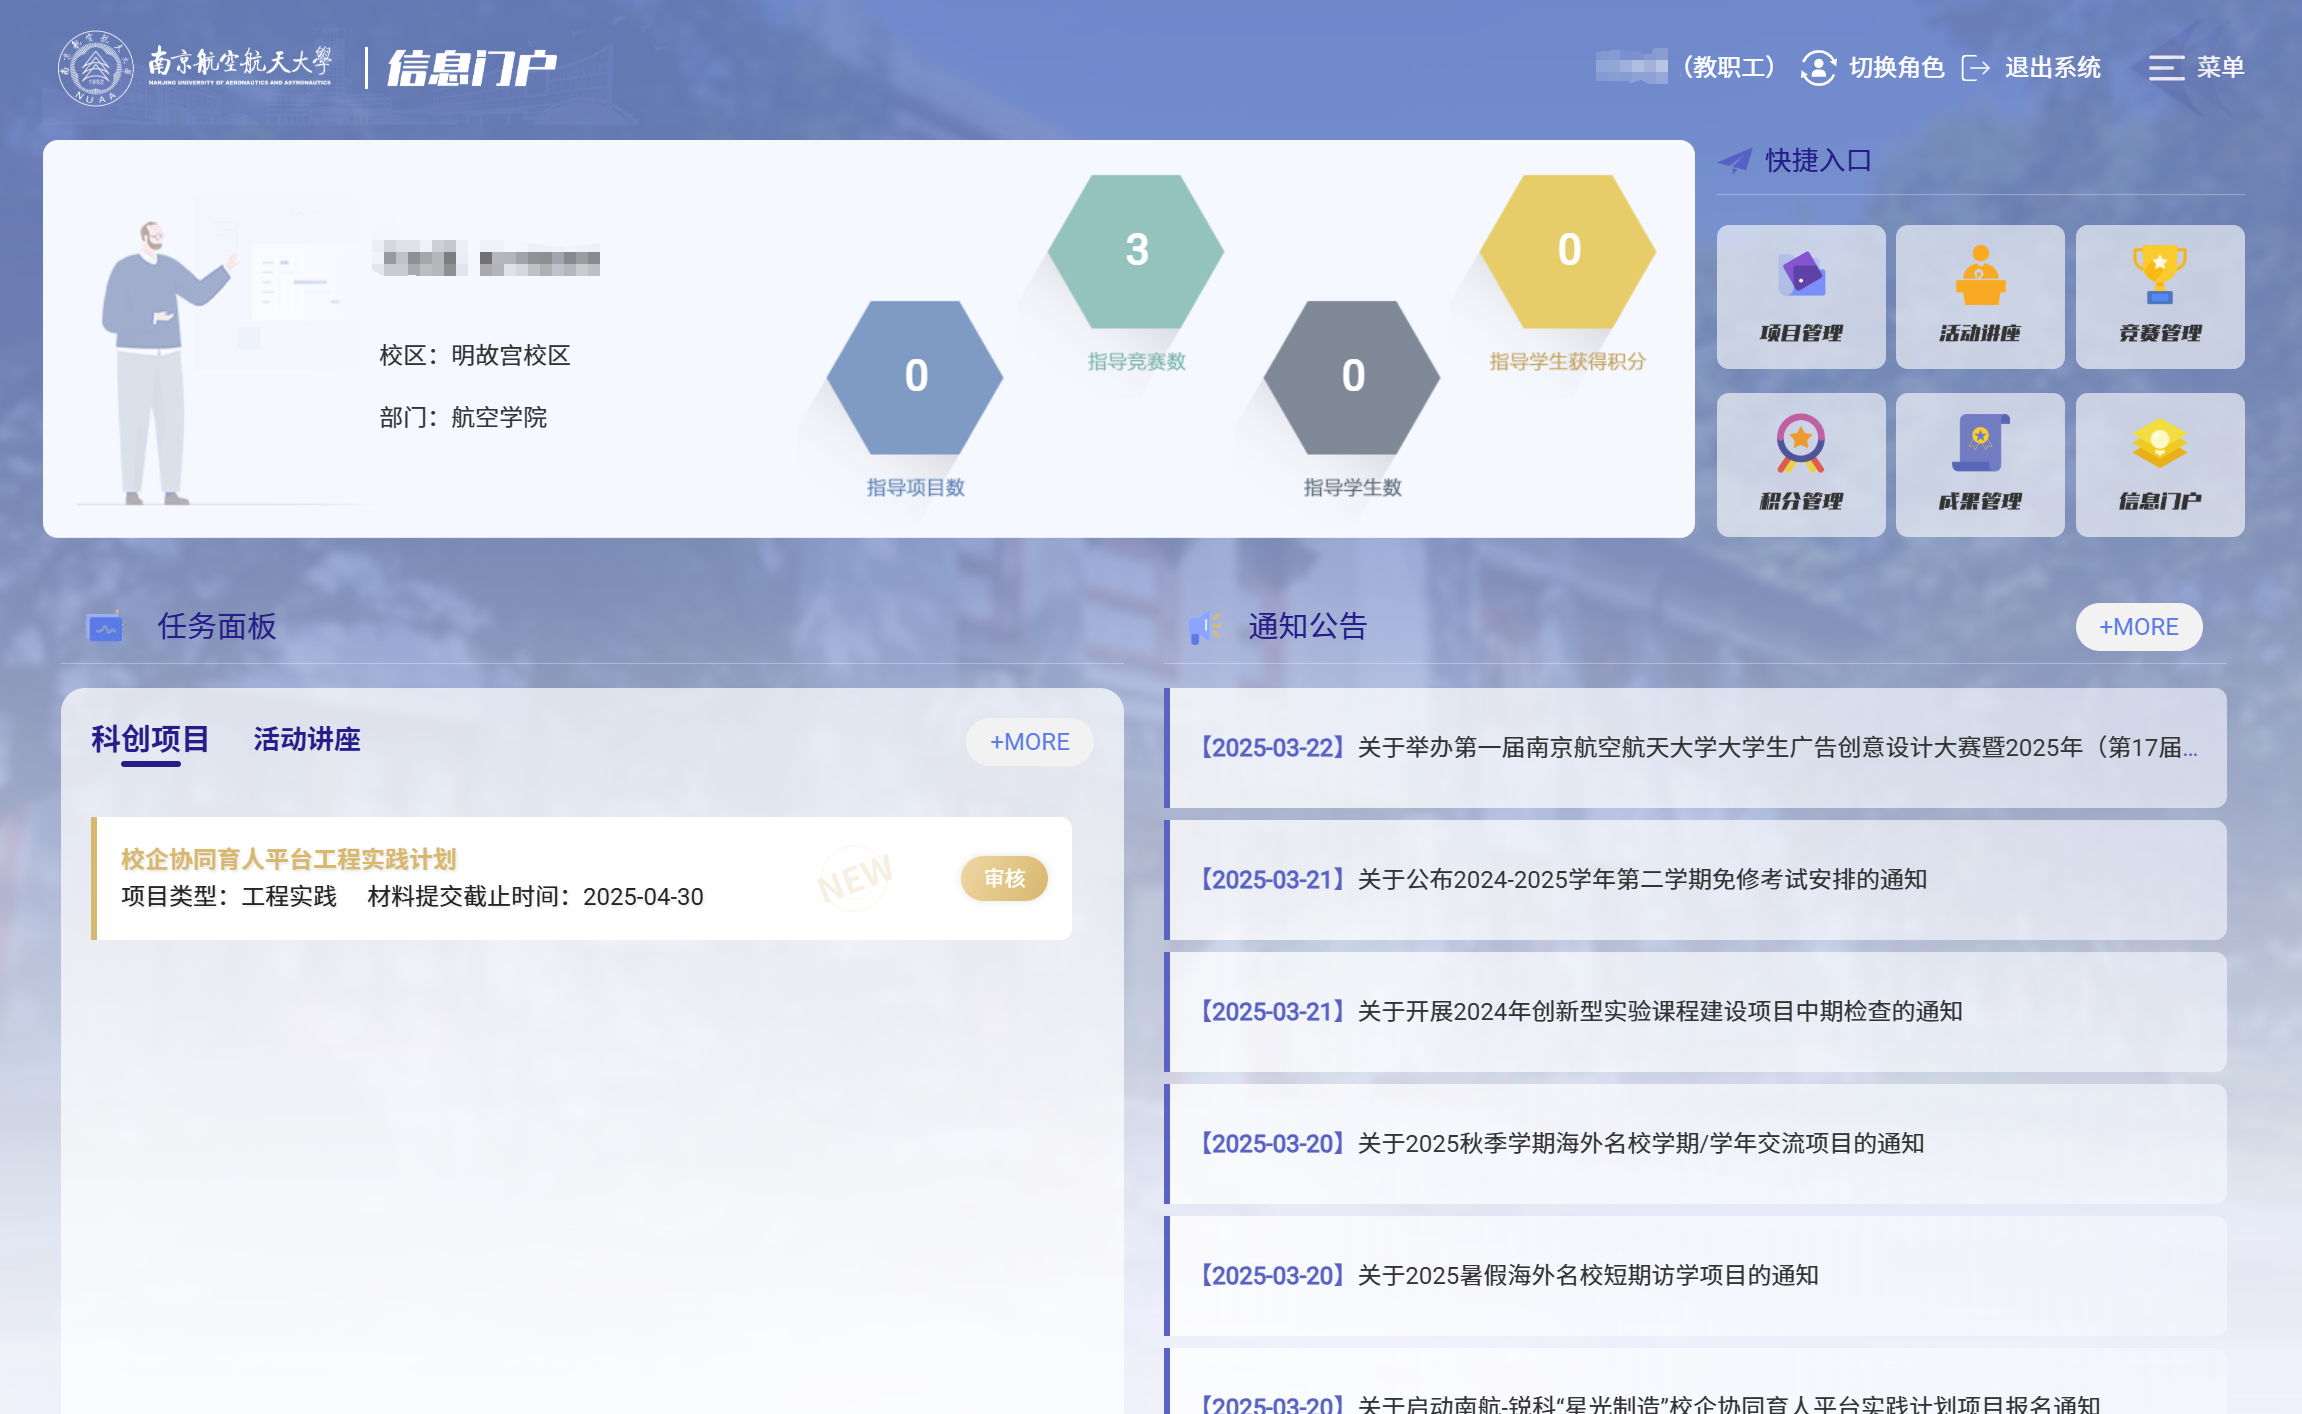 南京航空航天大學
NANJING UNIVERSITY OF AERONAUTICS AND ASTRONAUTICS
1952
NUAA
信息门户
（教职工）
切换角色
退出系统
菜单
校区：明故宫校区
部门：航空学院
0
指导项目数
3
指导竞赛数
0
指导学生数
0
指导学生获得积分
快捷入口
项目管理
活动讲座
竞赛管理
积分管理
成果管理
信息门户
任务面板
科创项目
活动讲座
+MORE
校企协同育人平台工程实践计划
项目类型：工程实践 材料提交截止时间：2025-04-30
NEW
审核
通知公告
+MORE
【2025-03-22】关于举办第一届南京航空航天大学大学生广告创意设计大赛暨2025年（第17届...
【2025-03-21】关于公布2024-2025学年第二学期免修考试安排的通知
【2025-03-21】关于开展2024年创新型实验课程建设项目中期检查的通知
【2025-03-20】关于2025秋季学期海外名校学期/学年交流项目的通知
【2025-03-20】关于2025暑假海外名校短期访学项目的通知
【2025-03-20】关于启动南航-锐科“星光制造”校企协同育人平台实践计划项目报名通知